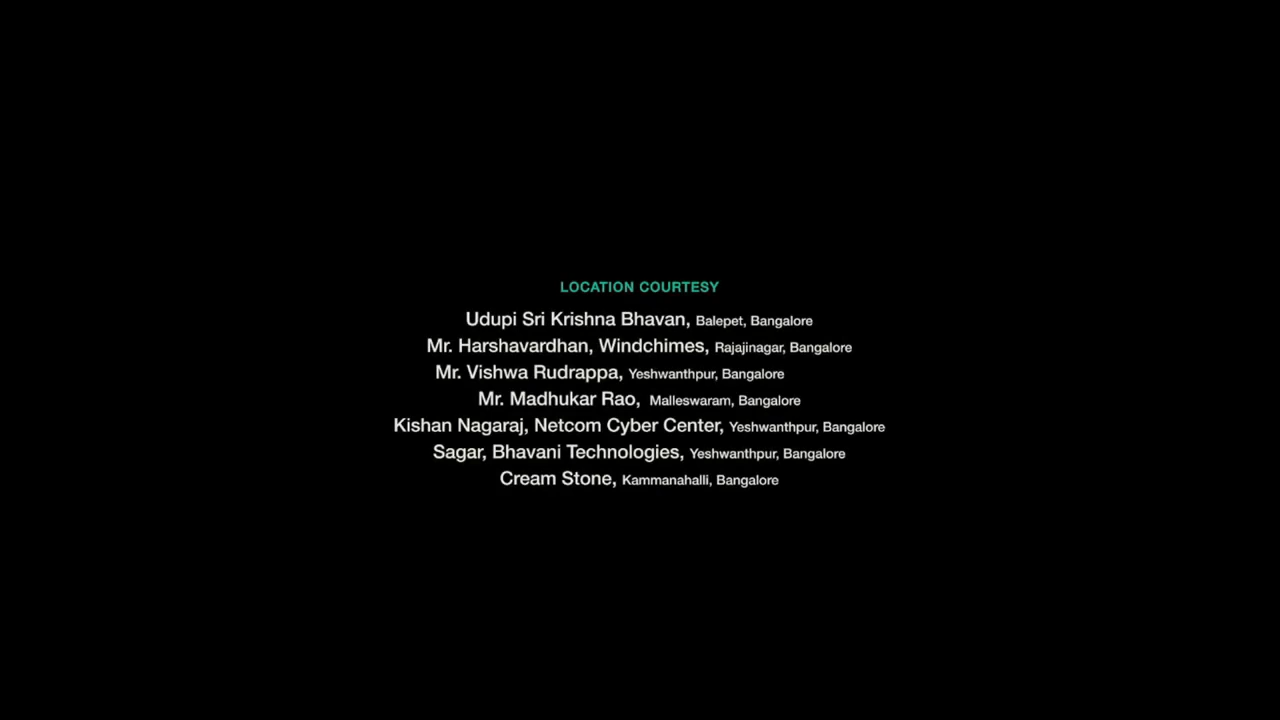 LOCATION COURTESY
Udupi Sri Krishna Bhavan, Balepet, Bangalore
Mr. Harshavardhan, Windchimes, Rajajinagar, Bangalore
Mr. Vishwa Rudrappa, Yeshwanthpur, Bangalore
Mr. Madhukar Rao, Malleswaram, Bangalore
Kishan Nagaraj, Netcom Cyber Center, Yeshwanthpur, Bangalore
Sagar, Bhavani Technologies, Yeshwanthpur, Bangalore
Cream Stone, Kammanahalli, Bangalore